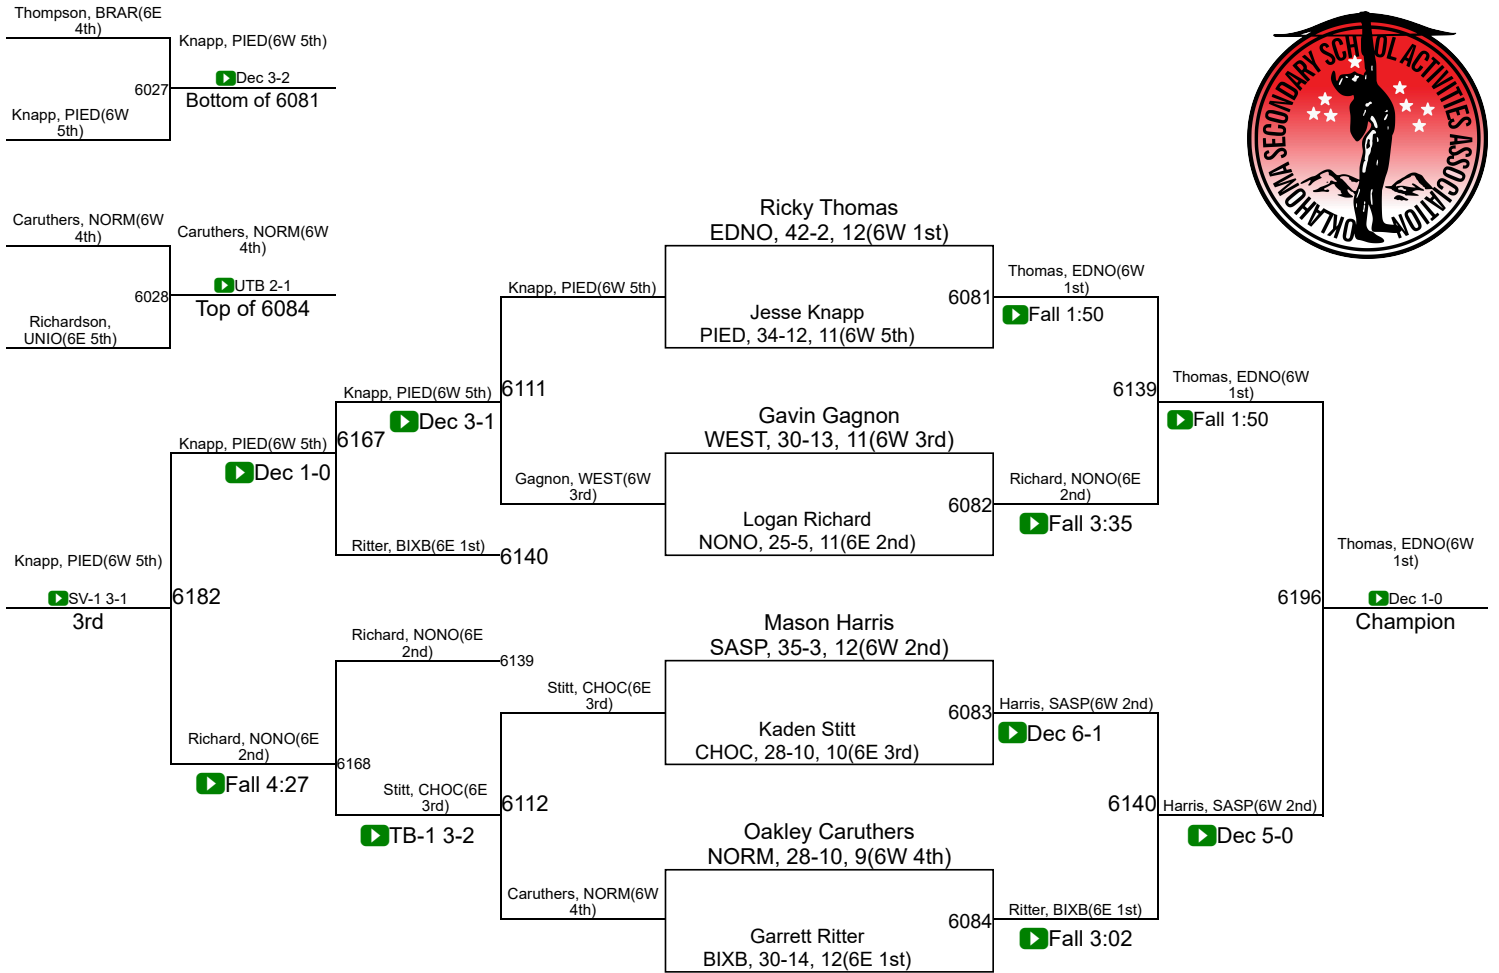 Thompson, BRAR(6E
4th)
Knapp, PIED(6W 5th)
Dec 3-2
6027
Bottom of 6081
Knapp, PIED(6W
5th)
Caruthers, NORM(6W
4th)
Caruthers, NORM(6W
4th)
UTB 2-1
6028
Top of 6084
Richardson,
UNIO(6E 5th)
OKLAHOMA SECONDARY SCHOOL ACTIVITIES ASSOCIATION
Ricky Thomas
EDNO, 42-2, 12(6W 1st)
Knapp, PIED(6W 5th)
Jesse Knapp
PIED, 34-12, 11(6W 5th)
6081
Thomas, EDNO(6W
1st)
Fall 1:50
Knapp, PIED(6W 5th)
6111
Dec 3-1
6139
Thomas, EDNO(6W
1st)
Fall 1:50
Gavin Gagnon
WEST, 30-13, 11(6W 3rd)
Knapp, PIED(6W 5th)
6167
Dec 1-0
Gagnon, WEST(6W
3rd)
Logan Richard
NONO, 25-5, 11(6E 2nd)
6082
Richard, NONO(6E
2nd)
Fall 3:35
Ritter, BIXB(6E 1st)
6140
Knapp, PIED(6W 5th)
SV-1 3-1
3rd
6182
6196
Thomas, EDNO(6W
1st)
Dec 1-0
Champion
Mason Harris
SASP, 35-3, 12(6W 2nd)
Richard, NONO(6E
2nd)
6139
Stitt, CHOC(6E
3rd)
Kaden Stitt
CHOC, 28-10, 10(6E 3rd)
6083
Harris, SASP(6W 2nd)
Dec 6-1
Richard, NONO(6E
2nd)
6168
Fall 4:27
Stitt, CHOC(6E
3rd)
6112
TB-1 3-2
6140
Harris, SASP(6W 2nd)
Dec 5-0
Oakley Caruthers
NORM, 28-10, 9(6W 4th)
Caruthers, NORM(6W
4th)
Garrett Ritter
BIXB, 30-14, 12(6E 1st)
6084
Ritter, BIXB(6E 1st)
Fall 3:02